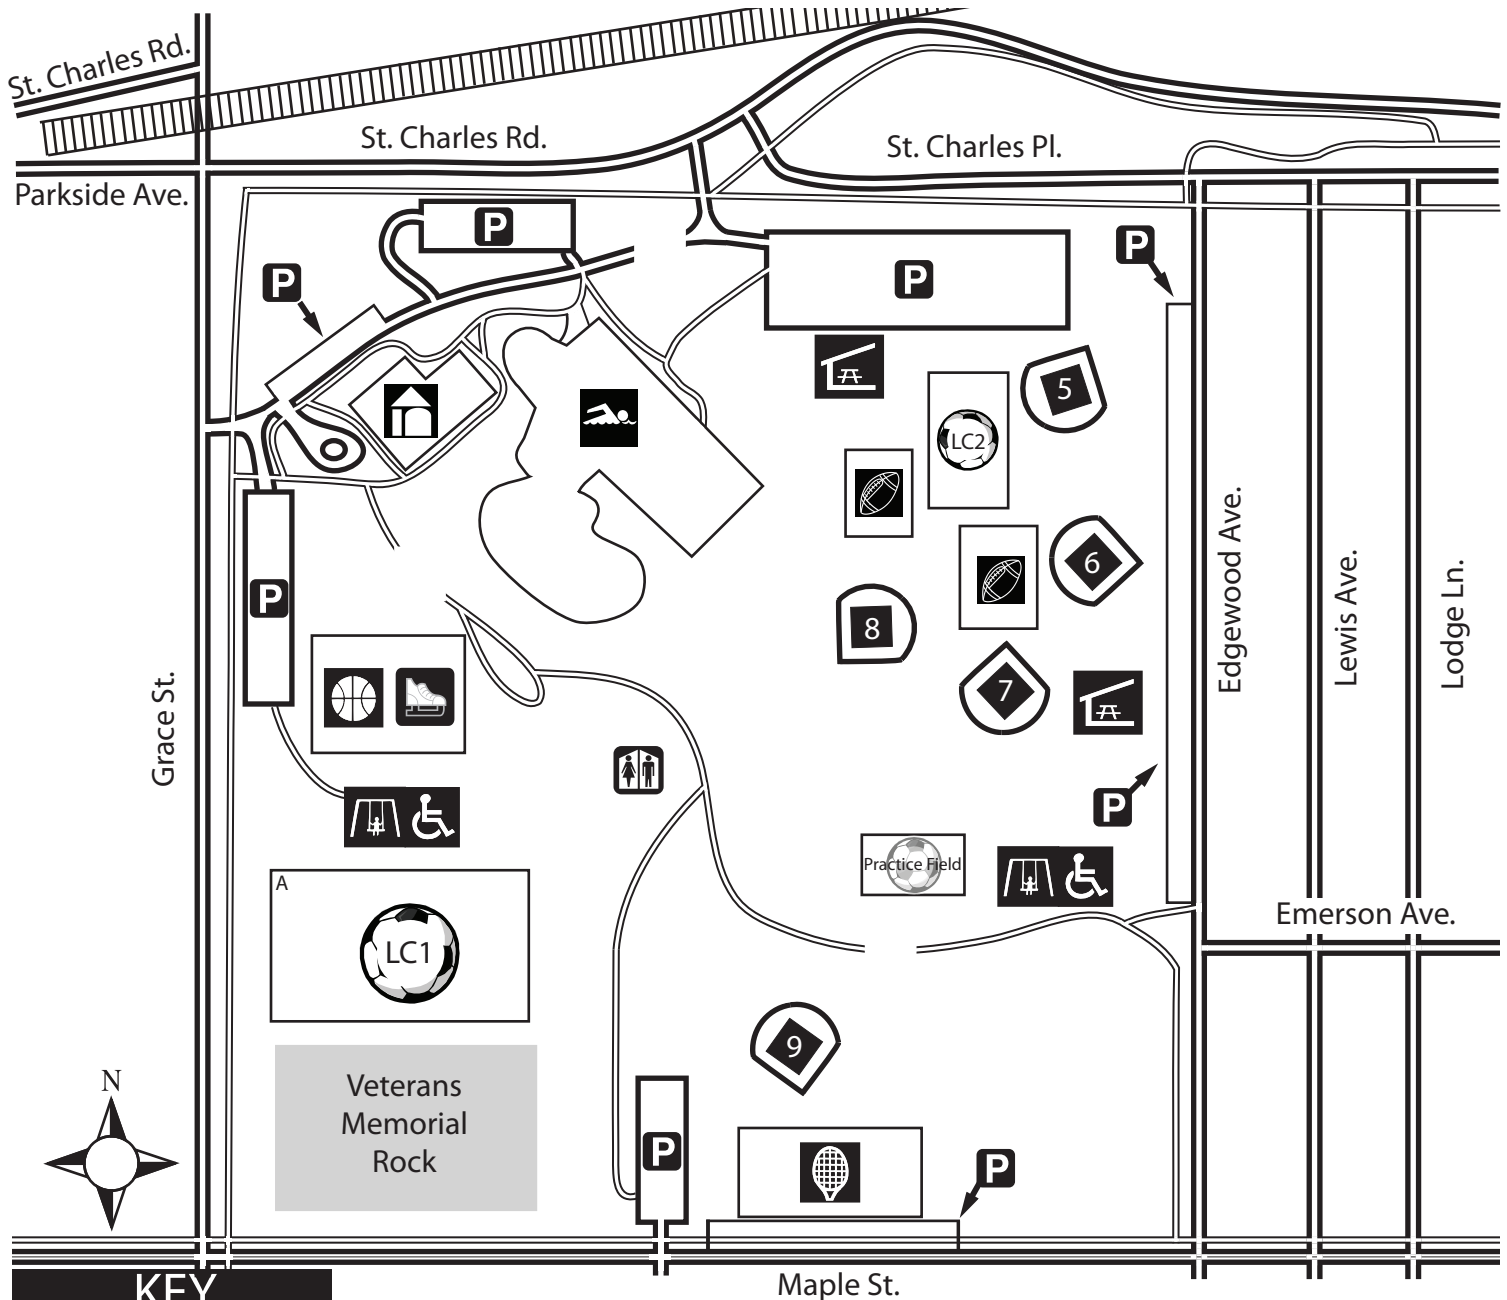 St. Charles Rd.
St. Charles Rd.
St. Charles Pl.
Parkside Ave.
P
P
P
P
5
LC2
6
P
8
7
Edgewood Ave.
Lewis Ave.
Lodge Ln.
Grace St.
P
Practice Field
A
LC1
Emerson Ave.
9
Veterans
Memorial
Rock
N
P
P
KEY
Maple St.